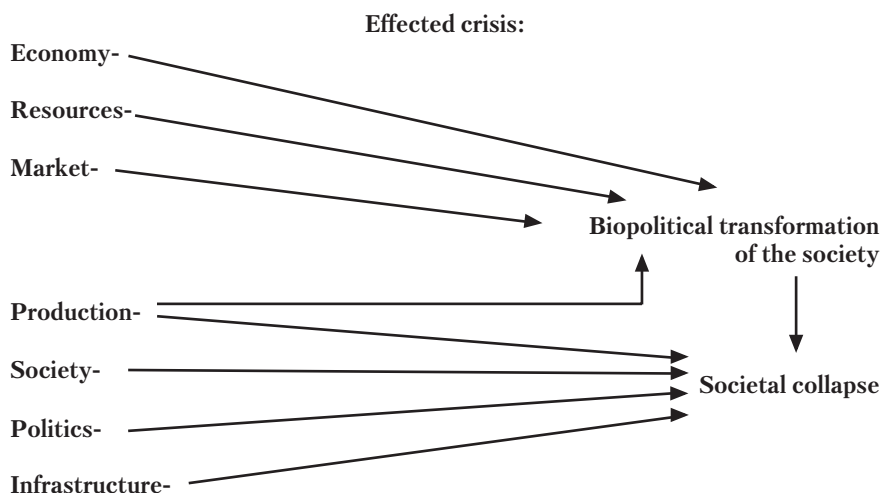 Effected crisis:
Economy-
Resources-
Market-
Biopolitical transformation
of the society
Production-
Society-
Societal collapse
Politics-
Infrastructure-